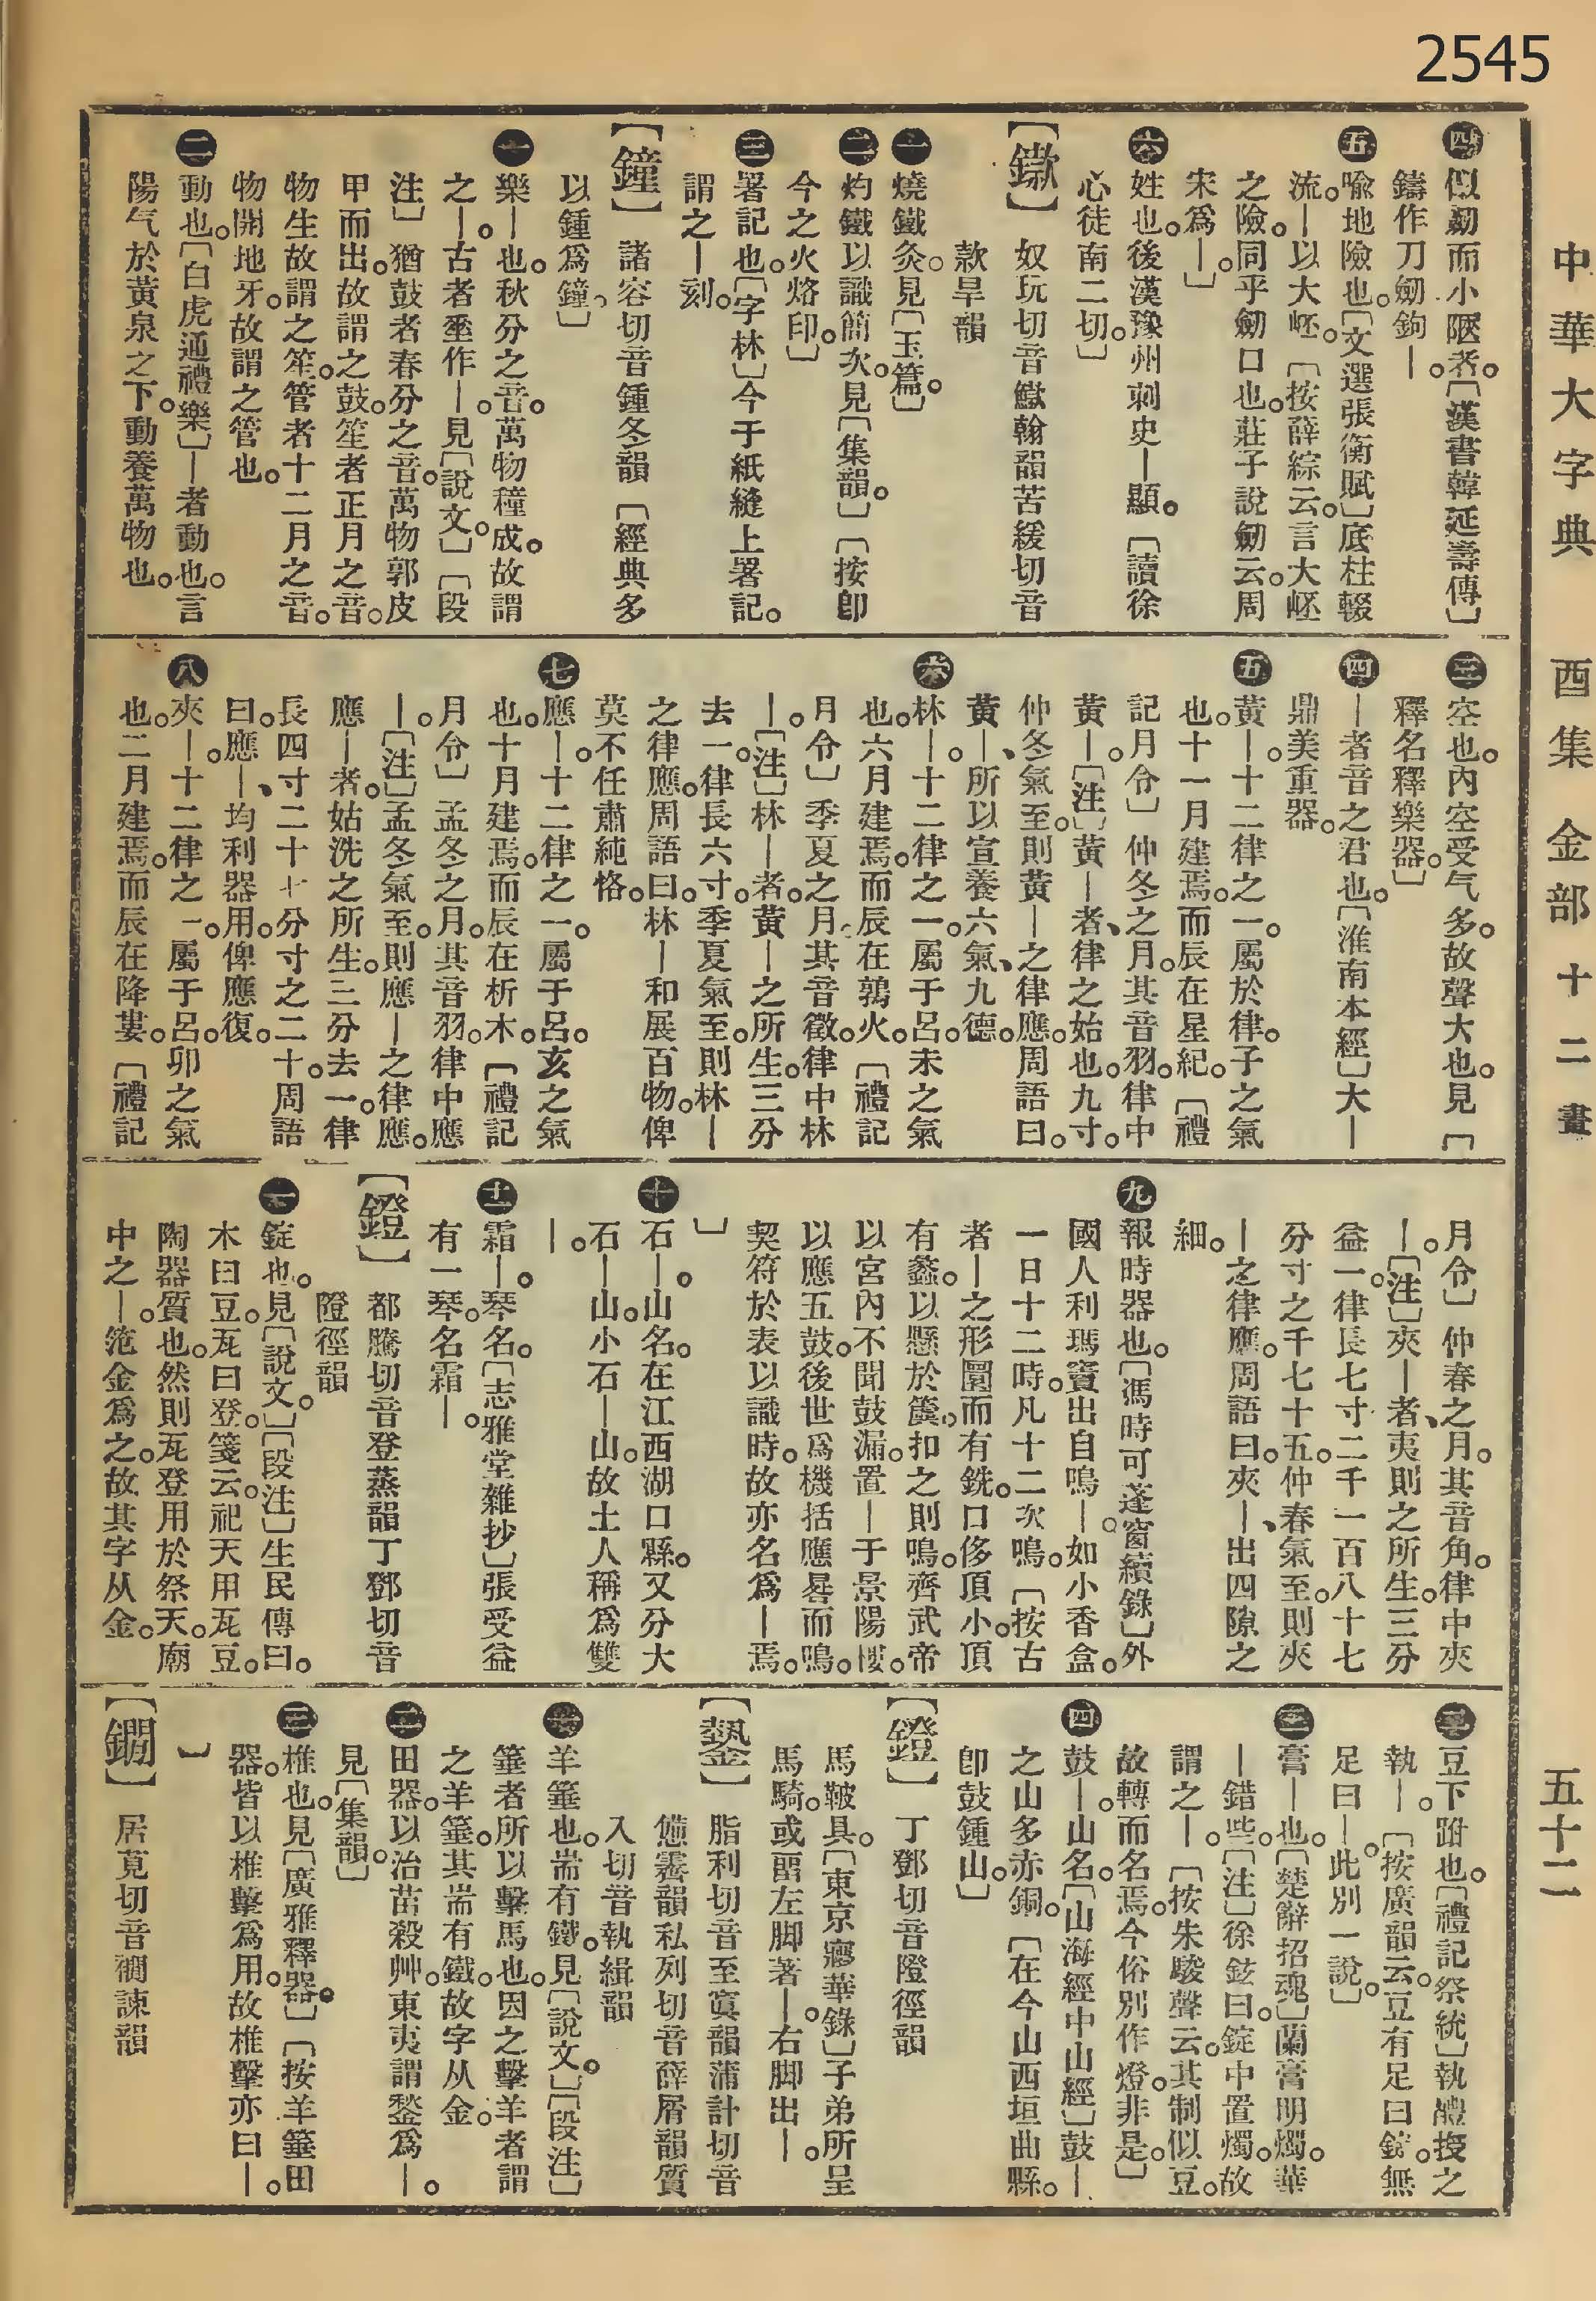 2545
中華大字典
酉集 金部 十二畫
五十二
四 似劒而小陿者。〔漢書韓延壽傳〕
鑄作刀劒鉤｜。
五 喻地險也。〔文選張衡賦〕底柱輟
流。｜以大岯。〔按薛綜云。言大岯
之險。同乎劒口也。莊子說劒云。周
宋爲｜。〕
六 姓也。後漢豫州刺史｜顯。〔讀徐
心徒南二切。〕
〔鏉〕 奴玩切音𩼤翰韻苦緩切音
款旱韻
一 燒鐵灸。見〔玉篇。〕
二 灼鐵以識簡次。見〔集韻。〕〔按卽
今之火烙印。〕
三 署記也。〔字林〕今于紙縫上署記。
謂之｜刻。
〔鐘〕 諸容切音鍾冬韻〔經典多
以鍾爲鐘。〕
一 樂｜也。秋分之音。萬物穜成。故謂
之｜。古者垂作｜。見〔說文。〕〔段
注〕猶鼓者春分之音。萬物郭皮
甲而出。故謂之鼓。笙者正月之音。
物生故謂之笙。管者十二月之音。
物開地牙。故謂之管也。
二 動也。〔白虎通禮樂〕｜者動也。言
陽气於黃泉之下。動養萬物也。
三 空也。內空受气多。故聲大也。見〔
釋名釋樂器。〕
四 ｜者音之君也。〔淮南本經〕大｜
鼎美重器。
五 黃｜。十二律之一。屬於律。子之氣
也。十一月建焉。而辰在星紀。〔禮
記月令〕仲冬之月。其音羽。律中
黃｜。〔注〕黃｜者、律之始也。九寸。
仲冬氣至。則黃｜之律應。周語曰。
黃｜、所以宣養六氣、九德。
六 林｜。十二律之一。屬于呂。未之氣
也。六月建焉。而辰在鶉火。〔禮記
月令〕季夏之月。其音徵。律中林
｜。〔注〕林｜者。黃｜之所生。三分
去一。律長六寸。季夏氣至。則林｜
之律應。周語曰。林｜和展百物。俾
莫不任肅純恪。
七 應｜。十二律之一。屬于呂。亥之氣
也。十月建焉。而辰在析木。〔禮記
月令〕孟冬之月。其音羽。律中應
｜。〔注〕孟冬氣至。則應｜之律應。
應｜者。姑洗之所生。三分去一。律
長四寸二十七分寸之二十。周語
曰。應｜、均利器用。俾應復。
八 夾｜。十二律之一。屬于呂。卯之氣
也。二月建焉。而辰在降婁。〔禮記
月令〕仲春之月。其音角。律中夾
｜。〔注〕夾｜者、夷則之所生。三分
益一。律長七寸二千一百八十七
分寸之千七十五。仲春氣至。則夾
｜之律應。周語曰。夾｜、出四隙之
細。
九 報時器也。〔馮時可蓬窗續錄〕外
國人利瑪竇出自鳴｜。如小香盒。
一日十二時。凡十二次鳴。〔按古
者｜之形圜而有銑。口侈頂小。頂
有蠡。以懸於簴。扣之則鳴。齊武帝
以宮內不聞鼓漏。置｜于景陽樓。
以應五鼓。後世爲機括應晷而鳴。
契符於表以識時。故亦名爲｜焉。
〕
十 石｜。山名。在江西湖口縣。又分大
石｜山。小石｜山。故土人稱爲雙
｜。
十一 霜｜。琴名。〔志雅堂雜抄〕張受益
有一琴。名霜｜。
〔鐙〕 都騰切音登蒸韻丁鄧切音
隥徑韻
一 錠也。見〔說文。〕〔段注〕生民傳曰。
木曰豆。瓦曰登。箋云。祀天用瓦豆。
陶器質也。然則瓦登用於祭天。廟
中之｜。笵金爲之。故其字从金。
二 豆下跗也。〔禮記祭統〕執醴授之
執｜。〔按廣韻云。豆有足曰錠。無
足曰｜。此別一說。〕
三 膏｜也。〔楚辭招魂〕蘭膏明燭。華
｜錯些。〔注〕徐鉉曰。錠中置燭。故
謂之｜。〔按朱駿聲云。其制似豆。
故轉而名焉。今俗別作燈。非是。〕
四 鼓｜。山名。〔山海經中山經〕鼓｜
之山多赤銅。〔在今山西垣曲縣。
卽鼓鍾山。〕
〔鐙〕 丁鄧切音隥徑韻
馬鞁具。〔東京夢華錄〕子弟所呈
馬騎。或畱左脚著｜。右脚出｜。
〔𨬅〕 脂利切音至寘韻蒲計切音
㦃霽韻私列切音薛屑韻質
入切音執緝韻
一 羊箠也。耑有鐵。見〔說文。〕〔段注〕
箠者所以擊馬也。因之擊羊者謂
之羊箠。其耑有鐵。故字从金。
二 田器。以治苗殺艸。東夷謂鍫爲｜。
見〔集韻。〕
三 椎也。見〔廣雅釋器。〕〔按羊箠田
器。皆以椎擊爲用。故椎擊亦曰｜。
〕
〔鐗〕 居莧切音襉諫韻